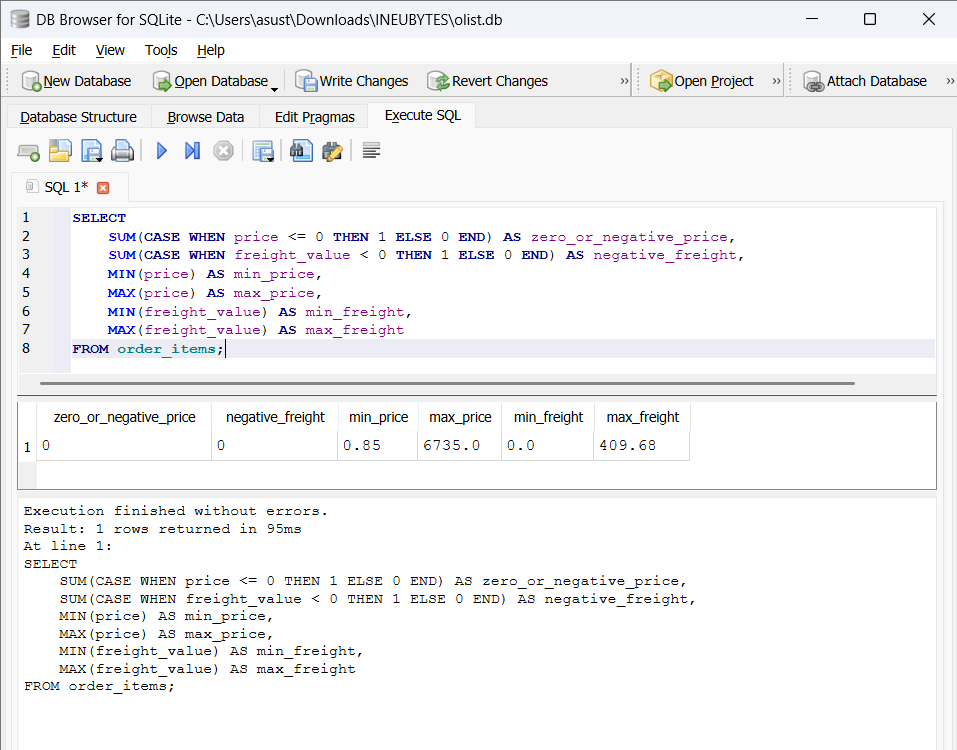 DB Browser for SQLite - C:\Users\asust\Downloads\INEUBYTES\olist.db
File Edit View Tools Help
New Database Open Database Write Changes Revert Changes » Open Project » Attach Database »
Database Structure Browse Data Edit Pragmas Execute SQL
SQL 1*
1 SELECT
2 SUM(CASE WHEN price <= 0 THEN 1 ELSE 0 END) AS zero_or_negative_price,
3 SUM(CASE WHEN freight_value < 0 THEN 1 ELSE 0 END) AS negative_freight,
4 MIN(price) AS min_price,
5 MAX(price) AS max_price,
6 MIN(freight_value) AS min_freight,
7 MAX(freight_value) AS max_freight
8 FROM order_items;
zero_or_negative_price negative_freight min_price max_price min_freight max_freight
1 0 0 0.85 6735.0 0.0 409.68
Execution finished without errors.
Result: 1 rows returned in 95ms
At line 1:
SELECT
SUM(CASE WHEN price <= 0 THEN 1 ELSE 0 END) AS zero_or_negative_price,
SUM(CASE WHEN freight_value < 0 THEN 1 ELSE 0 END) AS negative_freight,
MIN(price) AS min_price,
MAX(price) AS max_price,
MIN(freight_value) AS min_freight,
MAX(freight_value) AS max_freight
FROM order_items;